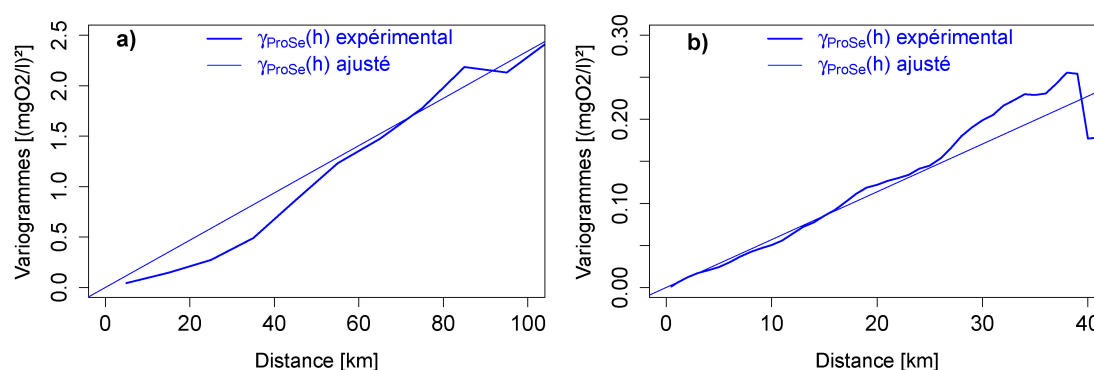 a)
γProSe(h) expérimental
γProSe(h) ajusté
Variogrammes [(mgO2/l)²]
2.5
2.0
1.5
1.0
0.5
0.0
0 20 40 60 80 100
Distance [km]
b)
γProSe(h) expérimental
γProSe(h) ajusté
Variogrammes [(mgO2/l)²]
0.30
0.20
0.10
0.00
0 10 20 30 40
Distance [km]